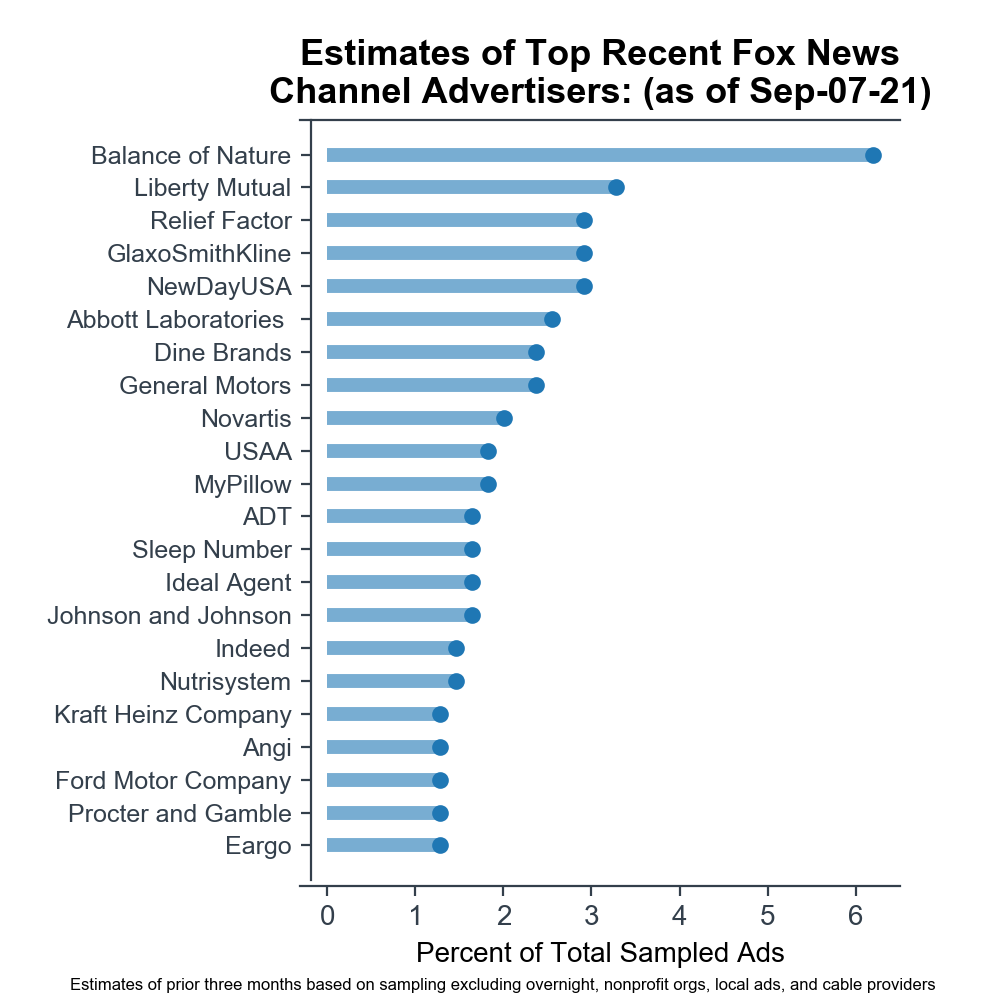 Estimates of Top Recent Fox News
Channel Advertisers: (as of Sep-07-21)
Balance of Nature
Liberty Mutual
Relief Factor
GlaxoSmithKline
NewDayUSA
Abbott Laboratories
Dine Brands
General Motors
Novartis
USAA
MyPillow
ADT
Sleep Number
Ideal Agent
Johnson and Johnson
Indeed
Nutrisystem
Kraft Heinz Company
Angi
Ford Motor Company
Procter and Gamble
Eargo
0 1 2 3 4 5 6
Percent of Total Sampled Ads
Estimates of prior three months based on sampling excluding overnight, nonprofit orgs, local ads, and cable providers